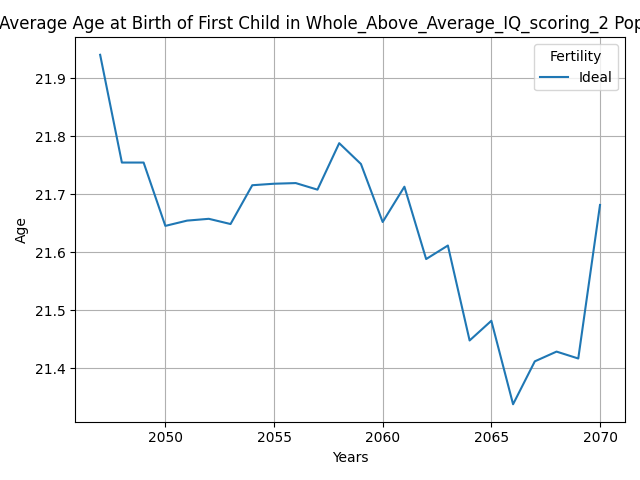 Average Age at Birth of First Child in Whole_Above_Average_IQ_scoring_2 Pop
Fertility
Ideal
21.9
21.8
21.7
21.6
21.5
21.4
Age
2050 2055 2060 2065 2070
Years